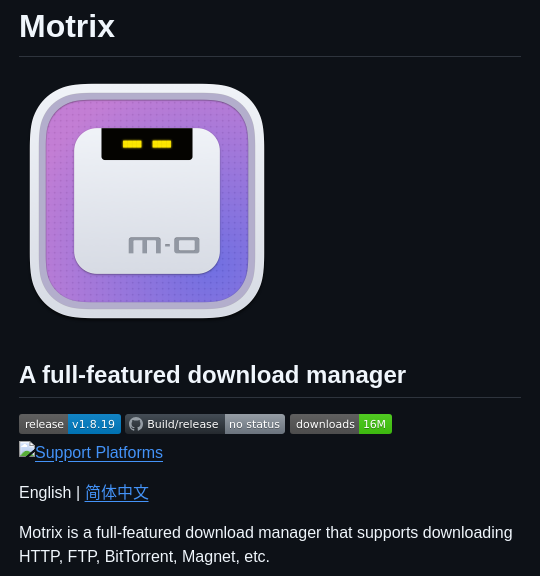 Motrix
m-o
A full-featured download manager
release v1.8.19 Build/release no status downloads 16M
Support Platforms
English | 简体中文
Motrix is a full-featured download manager that supports downloading
HTTP, FTP, BitTorrent, Magnet, etc.